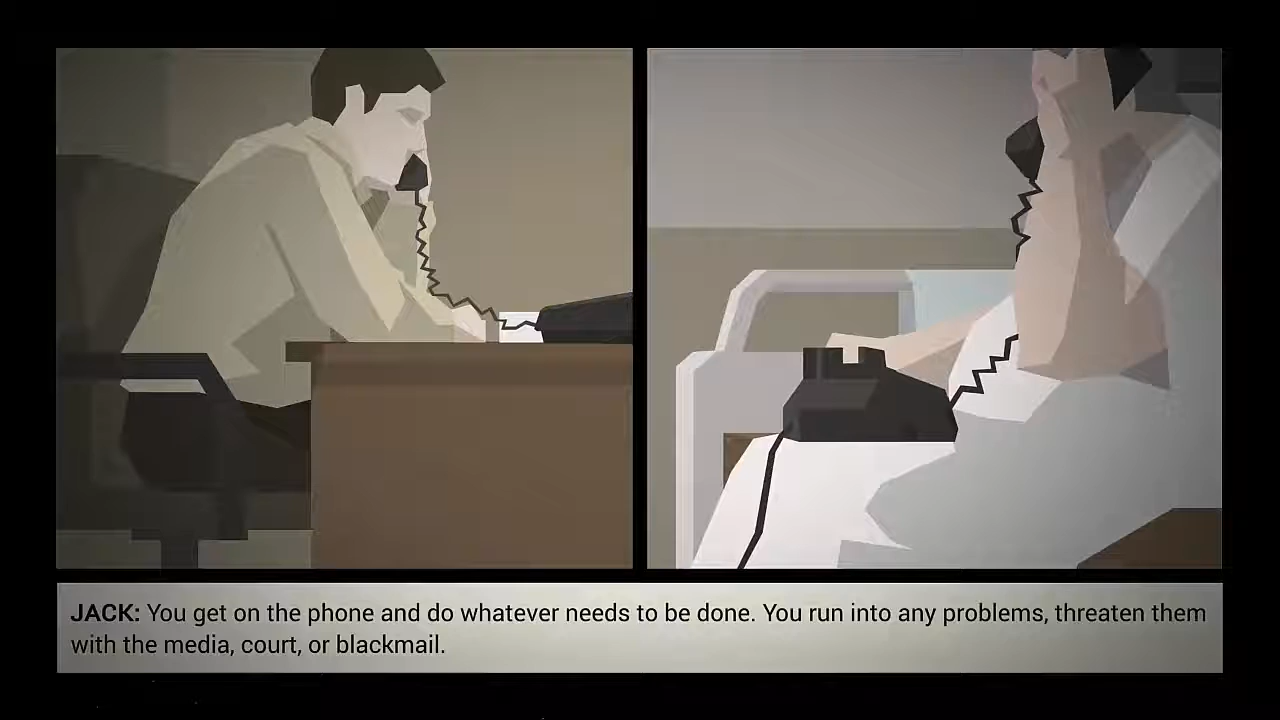 JACK: You get on the phone and do whatever needs to be done. You run into any problems, threaten them
with the media, court, or blackmail.